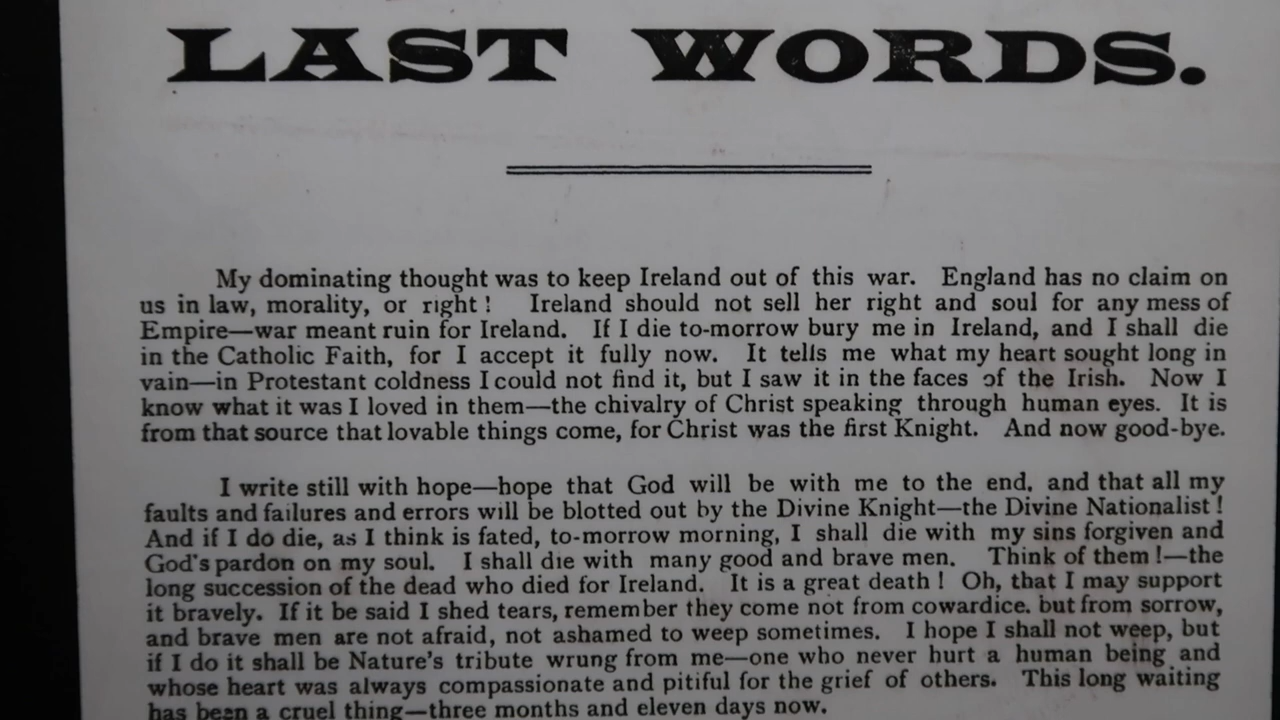 LAST WORDS.
My dominating thought was to keep Ireland out of this war. England has no claim on
us in law, morality, or right! Ireland should not sell her right and soul for any mess of
Empire—war meant ruin for Ireland. If I die to-morrow bury me in Ireland, and I shall die
in the Catholic Faith, for I accept it fully now. It tells me what my heart sought long in
vain—in Protestant coldness I could not find it, but I saw it in the faces of the Irish. Now I
know what it was I loved in them—the chivalry of Christ speaking through human eyes. It is
from that source that lovable things come, for Christ was the first Knight. And now good-bye.
I write still with hope—hope that God will be with me to the end, and that all my
faults and failures and errors will be blotted out by the Divine Knight—the Divine Nationalist!
And if I do die, as I think is fated, to-morrow morning, I shall die with my sins forgiven and
God's pardon on my soul. I shall die with many good and brave men. Think of them!—the
long succession of the dead who died for Ireland. It is a great death! Oh, that I may support
it bravely. If it be said I shed tears, remember they come not from cowardice. but from sorrow,
and brave men are not afraid, not ashamed to weep sometimes. I hope I shall not weep, but
if I do it shall be Nature's tribute wrung from me—one who never hurt a human being and
whose heart was always compassionate and pitiful for the grief of others. This long waiting
has been a cruel thing—three months and eleven days now.